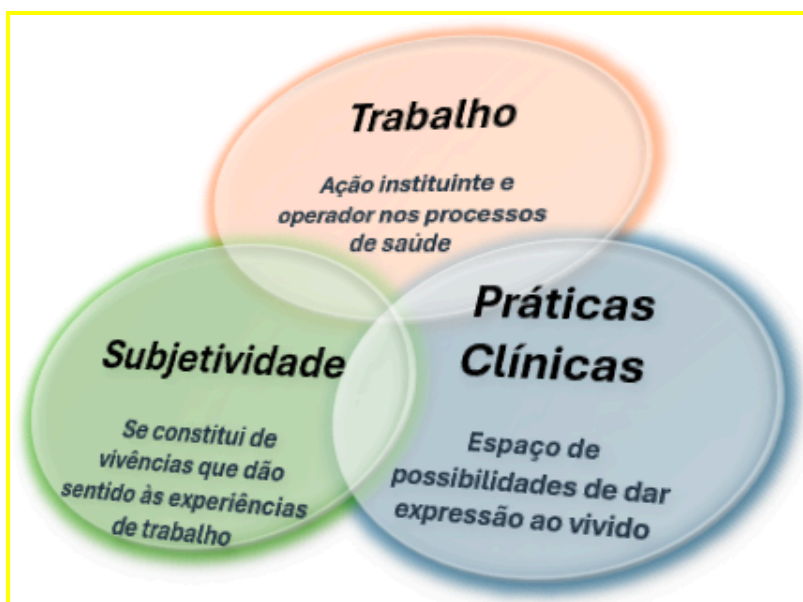 Trabalho
Ação instituinte e
operador nos processos
de saúde
Subjetividade
Se constitui de
vivências que dão
sentido às experiências
de trabalho
Práticas
Clínicas
Espaço de
possibilidades de dar
expressão ao vivido